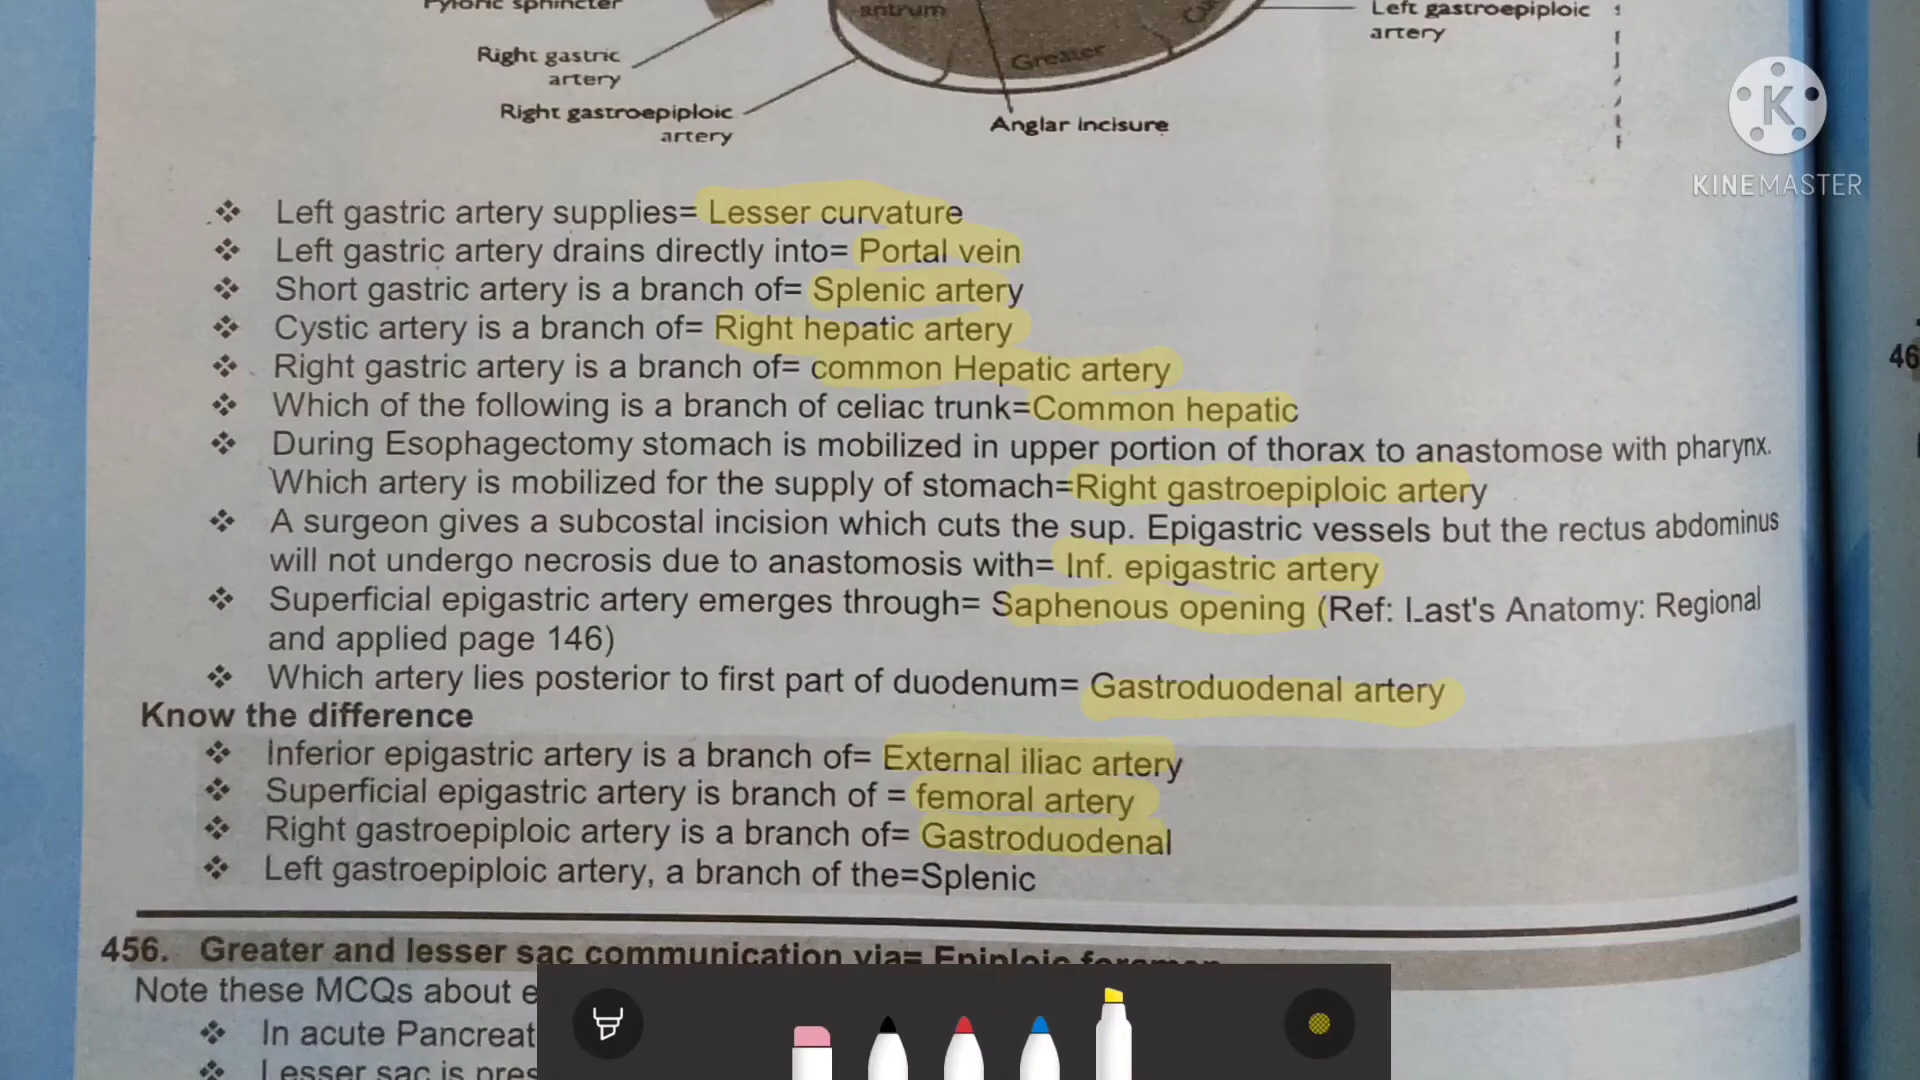 Pyloric sphincter
antrum
Left gastroepiploic
artery
Right gastric
artery
Greater
Right gastroepiploic
artery
Anglar incisure
K
KINEMASTER
Left gastric artery supplies= Lesser curvature
Left gastric artery drains directly into= Portal vein
Short gastric artery is a branch of= Splenic artery
Cystic artery is a branch of= Right hepatic artery
Right gastric artery is a branch of= common Hepatic artery
46
Which of the following is a branch of celiac trunk=Common hepatic
During Esophagectomy stomach is mobilized in upper portion of thorax to anastomose with pharynx.
Which artery is mobilized for the supply of stomach=Right gastroepiploic artery
A surgeon gives a subcostal incision which cuts the sup. Epigastric vessels but the rectus abdominus
will not undergo necrosis due to anastomosis with= Inf. epigastric artery
Superficial epigastric artery emerges through= Saphenous opening (Ref: Last's Anatomy: Regional
and applied page 146)
Which artery lies posterior to first part of duodenum= Gastroduodenal artery
Know the difference
Inferior epigastric artery is a branch of= External iliac artery
Superficial epigastric artery is branch of = femoral artery
Right gastroepiploic artery is a branch of= Gastroduodenal
Left gastroepiploic artery, a branch of the=Splenic
456. Greater and lesser sac communication via= Epiploic foramen
Note these MCQs about e
In acute Pancreat
Lesser sac is pres